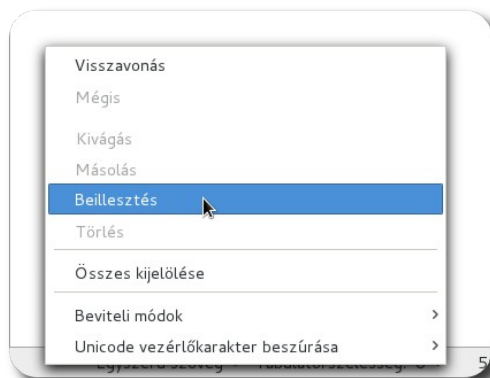 Visszavonás
Mégis
Kivágás
Másolás
Beillesztés
Törlés
Összes kijelölése
Beviteli módok
Unicode vezérlőkarakter beszúrása